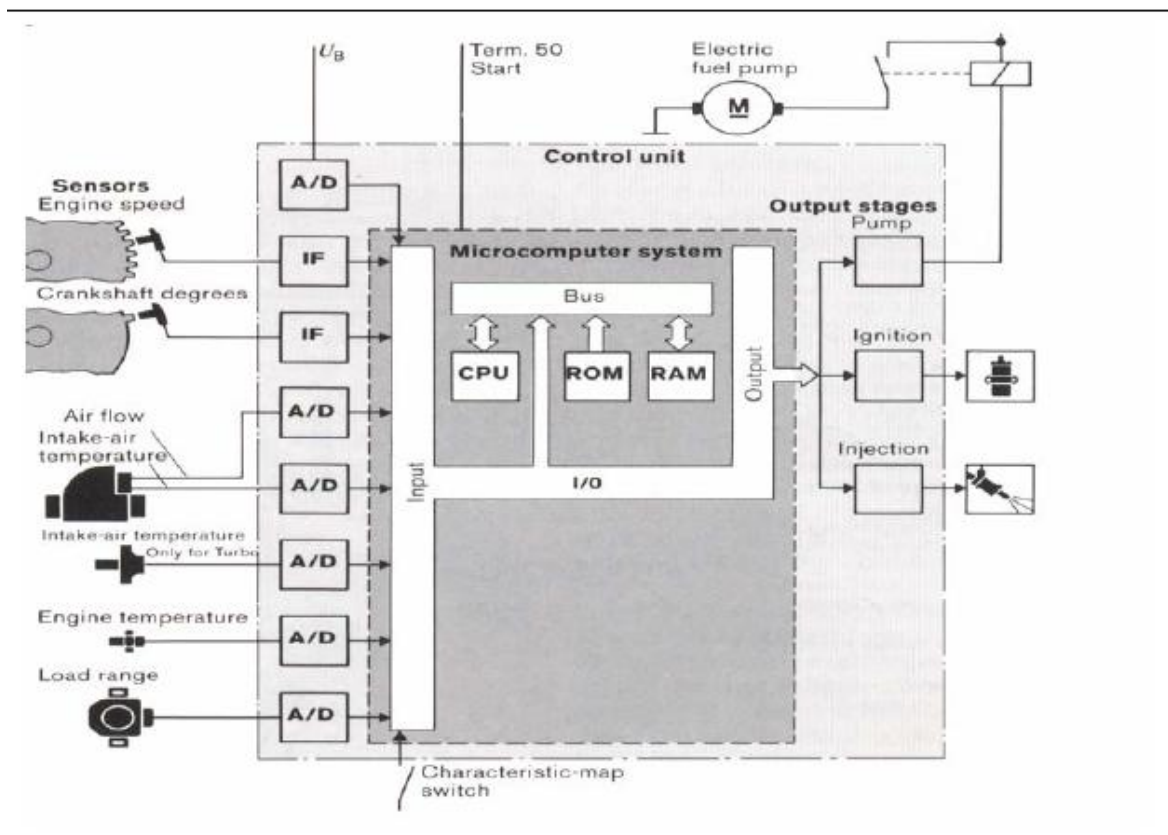 U_B
Term. 50
Start
Electric
fuel pump
M
Control unit
Sensors
Engine speed
A/D
Output stages
Pump
IF
Microcomputer system
Bus
Crankshaft degrees
IF
CPU
ROM
RAM
Output
Ignition
Air flow
A/D
Intake-air
temperature
A/D
Input
I/O
Injection
Intake-air temperature
Only for Turbo
A/D
Engine temperature
A/D
Load range
A/D
Characteristic-map
switch